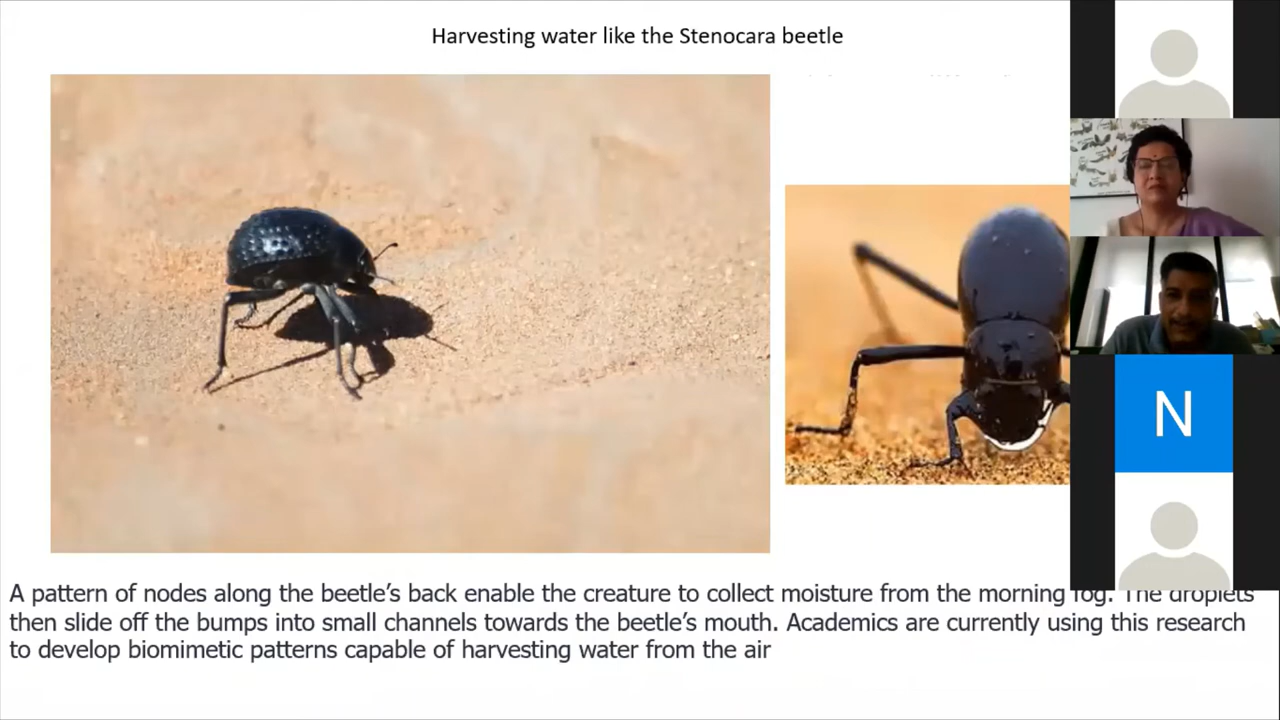 Harvesting water like the Stenocara beetle
N
A pattern of nodes along the beetle’s back enable the creature to collect moisture from the morning fog. The droplets
then slide off the bumps into small channels towards the beetle’s mouth. Academics are currently using this research
to develop biomimetic patterns capable of harvesting water from the air